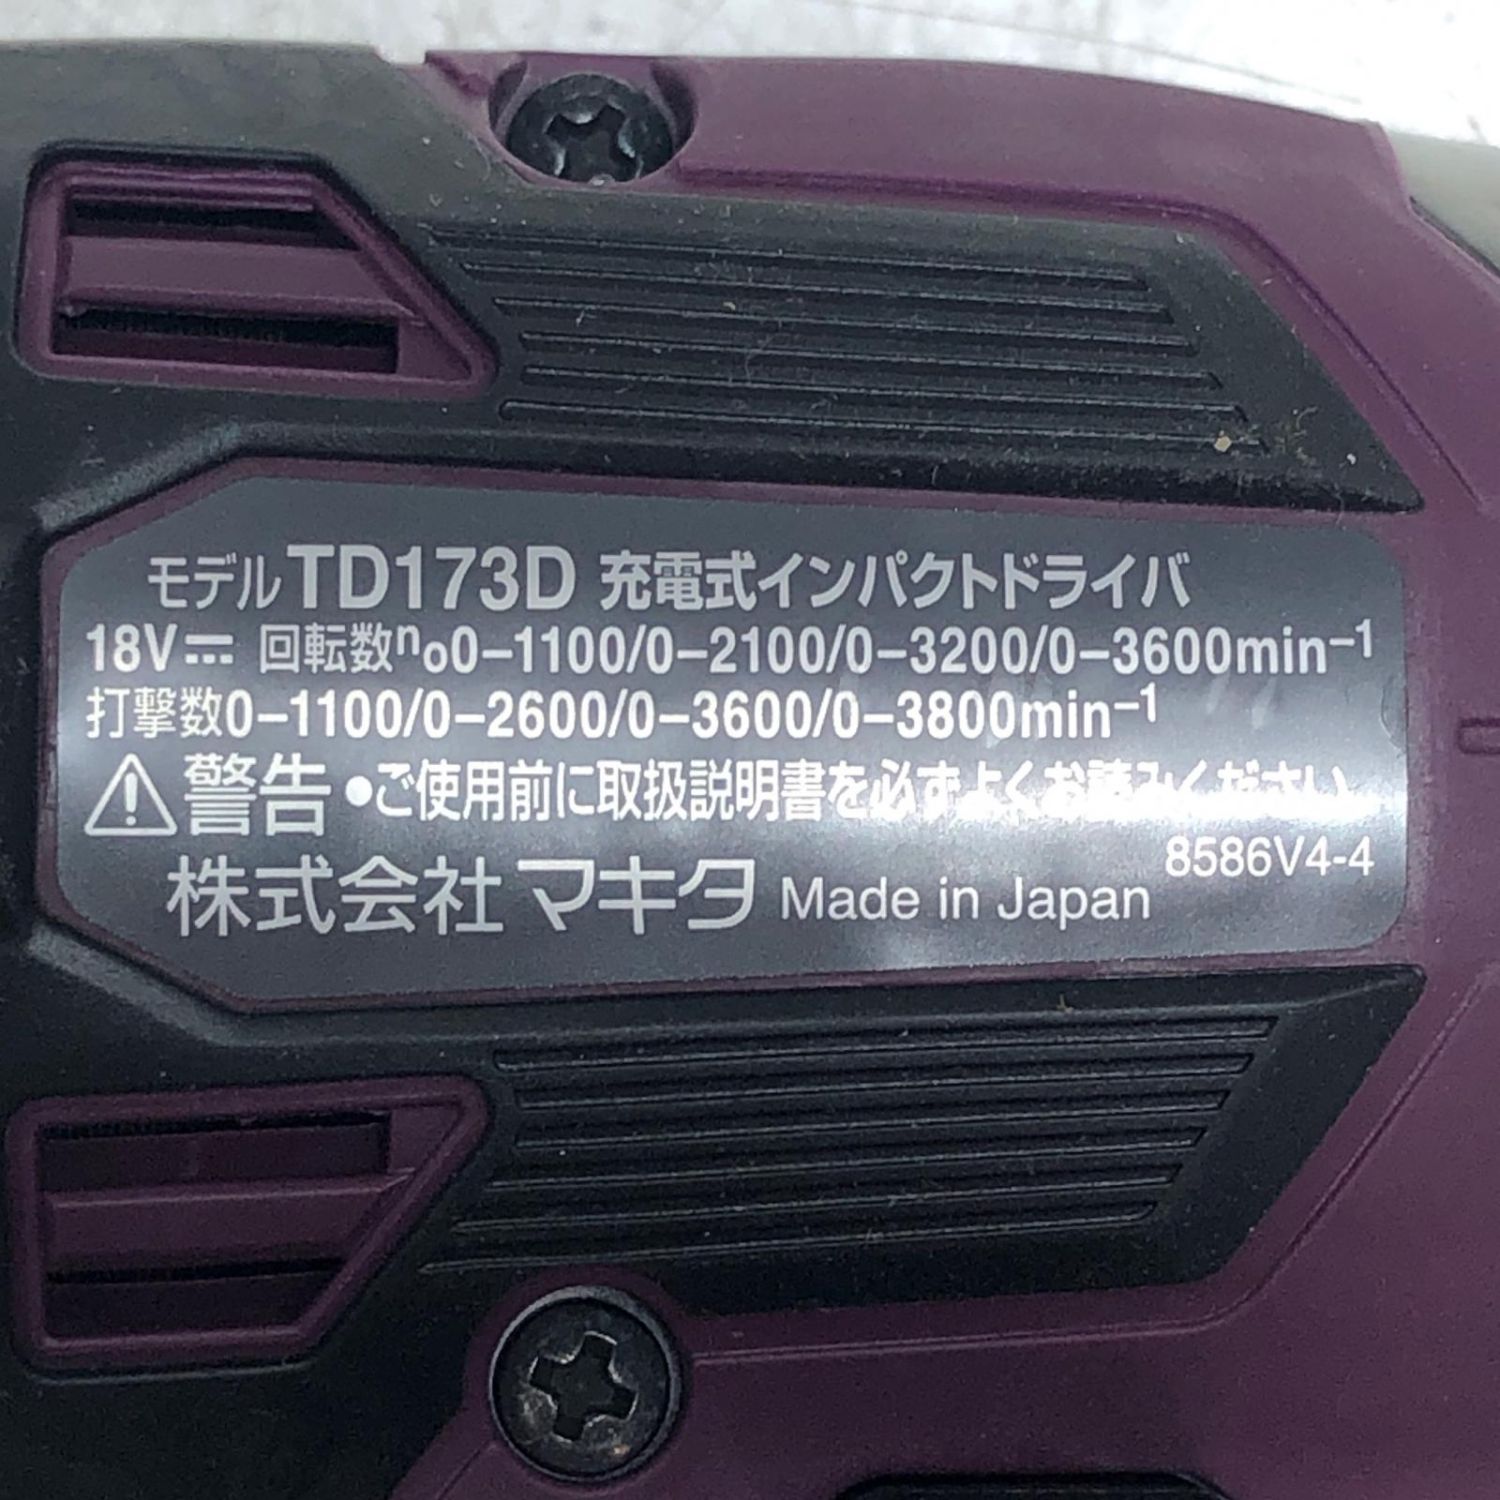 モデルTD173D 充電式インパクトドライバ
18V⎓ 回転数n₀0-1100/0-2100/0-3200/0-3600min⁻¹
打撃数0-1100/0-2600/0-3600/0-3800min⁻¹
⚠警告 ●ご使用前に取扱説明書を必ずよくお読みください。
8586V4-4
株式会社マキタ Made in Japan